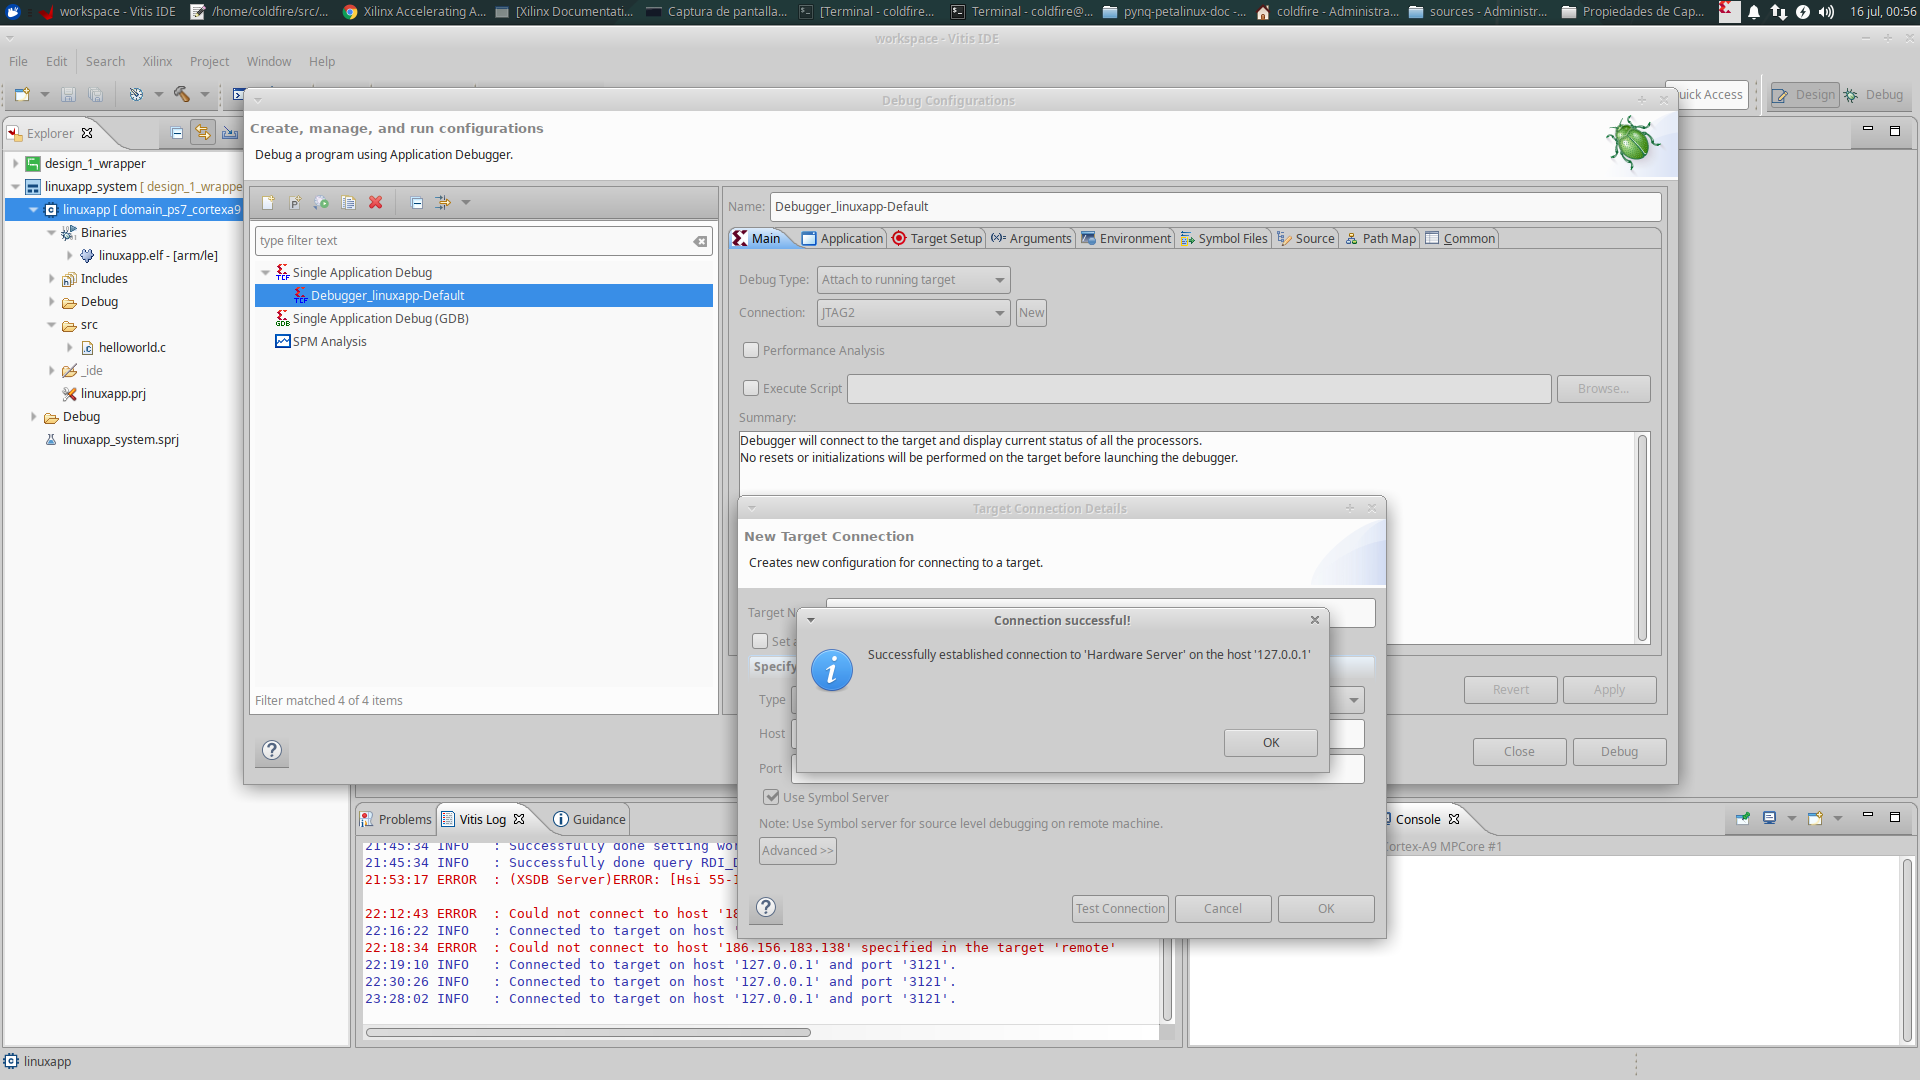 workspace - Vitis IDE
/home/coldfire/src/...
Xilinx Accelerating A...
[Xilinx Documentati...
Captura de pantalla...
[Terminal - coldfire...
Terminal - coldfire@...
pynq-petalinux-doc -...
coldfire - Administra...
sources - Administr...
Propiedades de Cap...
16 jul, 00:56
workspace - Vitis IDE
File Edit Search Xilinx Project Window Help
uick Access
Design
Debug
Explorer
design_1_wrapper
linuxapp_system [ design_1_wrappe
linuxapp [ domain_ps7_cortexa9
Binaries
linuxapp.elf - [arm/le]
Includes
Debug
src
helloworld.c
_ide
linuxapp.prj
Debug
linuxapp_system.sprj
Debug Configurations
Create, manage, and run configurations
Debug a program using Application Debugger.
type filter text
Single Application Debug
Debugger_linuxapp-Default
Single Application Debug (GDB)
SPM Analysis
Filter matched 4 of 4 items
Name: Debugger_linuxapp-Default
Main Application Target Setup Arguments Environment Symbol Files Source Path Map Common
Debug Type: Attach to running target
Connection: JTAG2 New
Performance Analysis
Execute Script Browse...
Summary:
Debugger will connect to the target and display current status of all the processors.
No resets or initializations will be performed on the target before launching the debugger.
Revert Apply
Close Debug
Target Connection Details
New Target Connection
Creates new configuration for connecting to a target.
Target N
Set a
Specify
Type
Host
Port
Connection successful!
Successfully established connection to 'Hardware Server' on the host '127.0.0.1'
OK
Use Symbol Server
Note: Use Symbol server for source level debugging on remote machine.
Advanced >>
Test Connection Cancel OK
Problems Vitis Log Guidance
21:45:34 INFO : Successfully done setting wor
21:45:34 INFO : Successfully done query RDI_D
21:53:17 ERROR : (XSDB Server)ERROR: [Hsi 55-1
22:12:43 ERROR : Could not connect to host '18
22:16:22 INFO : Connected to target on host '
22:18:34 ERROR : Could not connect to host '186.156.183.138' specified in the target 'remote'
22:19:10 INFO : Connected to target on host '127.0.0.1' and port '3121'.
22:30:26 INFO : Connected to target on host '127.0.0.1' and port '3121'.
23:28:02 INFO : Connected to target on host '127.0.0.1' and port '3121'.
Console
ortex-A9 MPCore #1
linuxapp